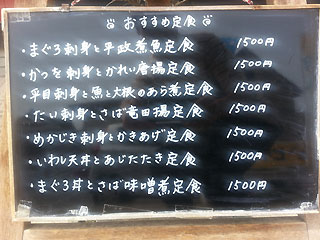 おすすめ定食
・まぐろ刺身と平政煮魚定食 1500円
・かつを刺身とかれい唐揚定食 1500円
・平目刺身と魚と大根のあら煮定食 1500円
・たい刺身とさば竜田揚定食 1500円
・めかじき刺身とかきあげ定食 1500円
・いわし天丼とあじたたき定食 1500円
・まぐろ丼とさば味噌煮定食 1500円